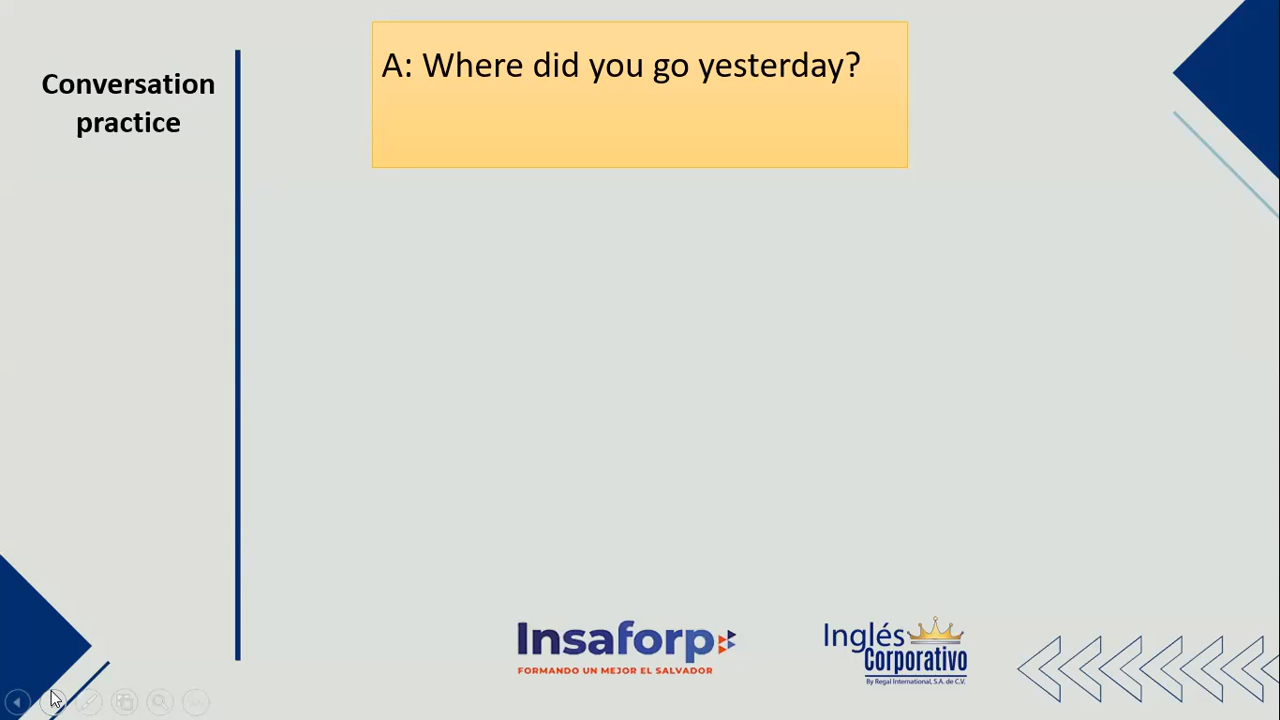 Conversation
practice
A: Where did you go yesterday?
Insaforp
FORMANDO UN MEJOR EL SALVADOR
Inglés
Corporativo
By Regal International, S.A. de C.V.